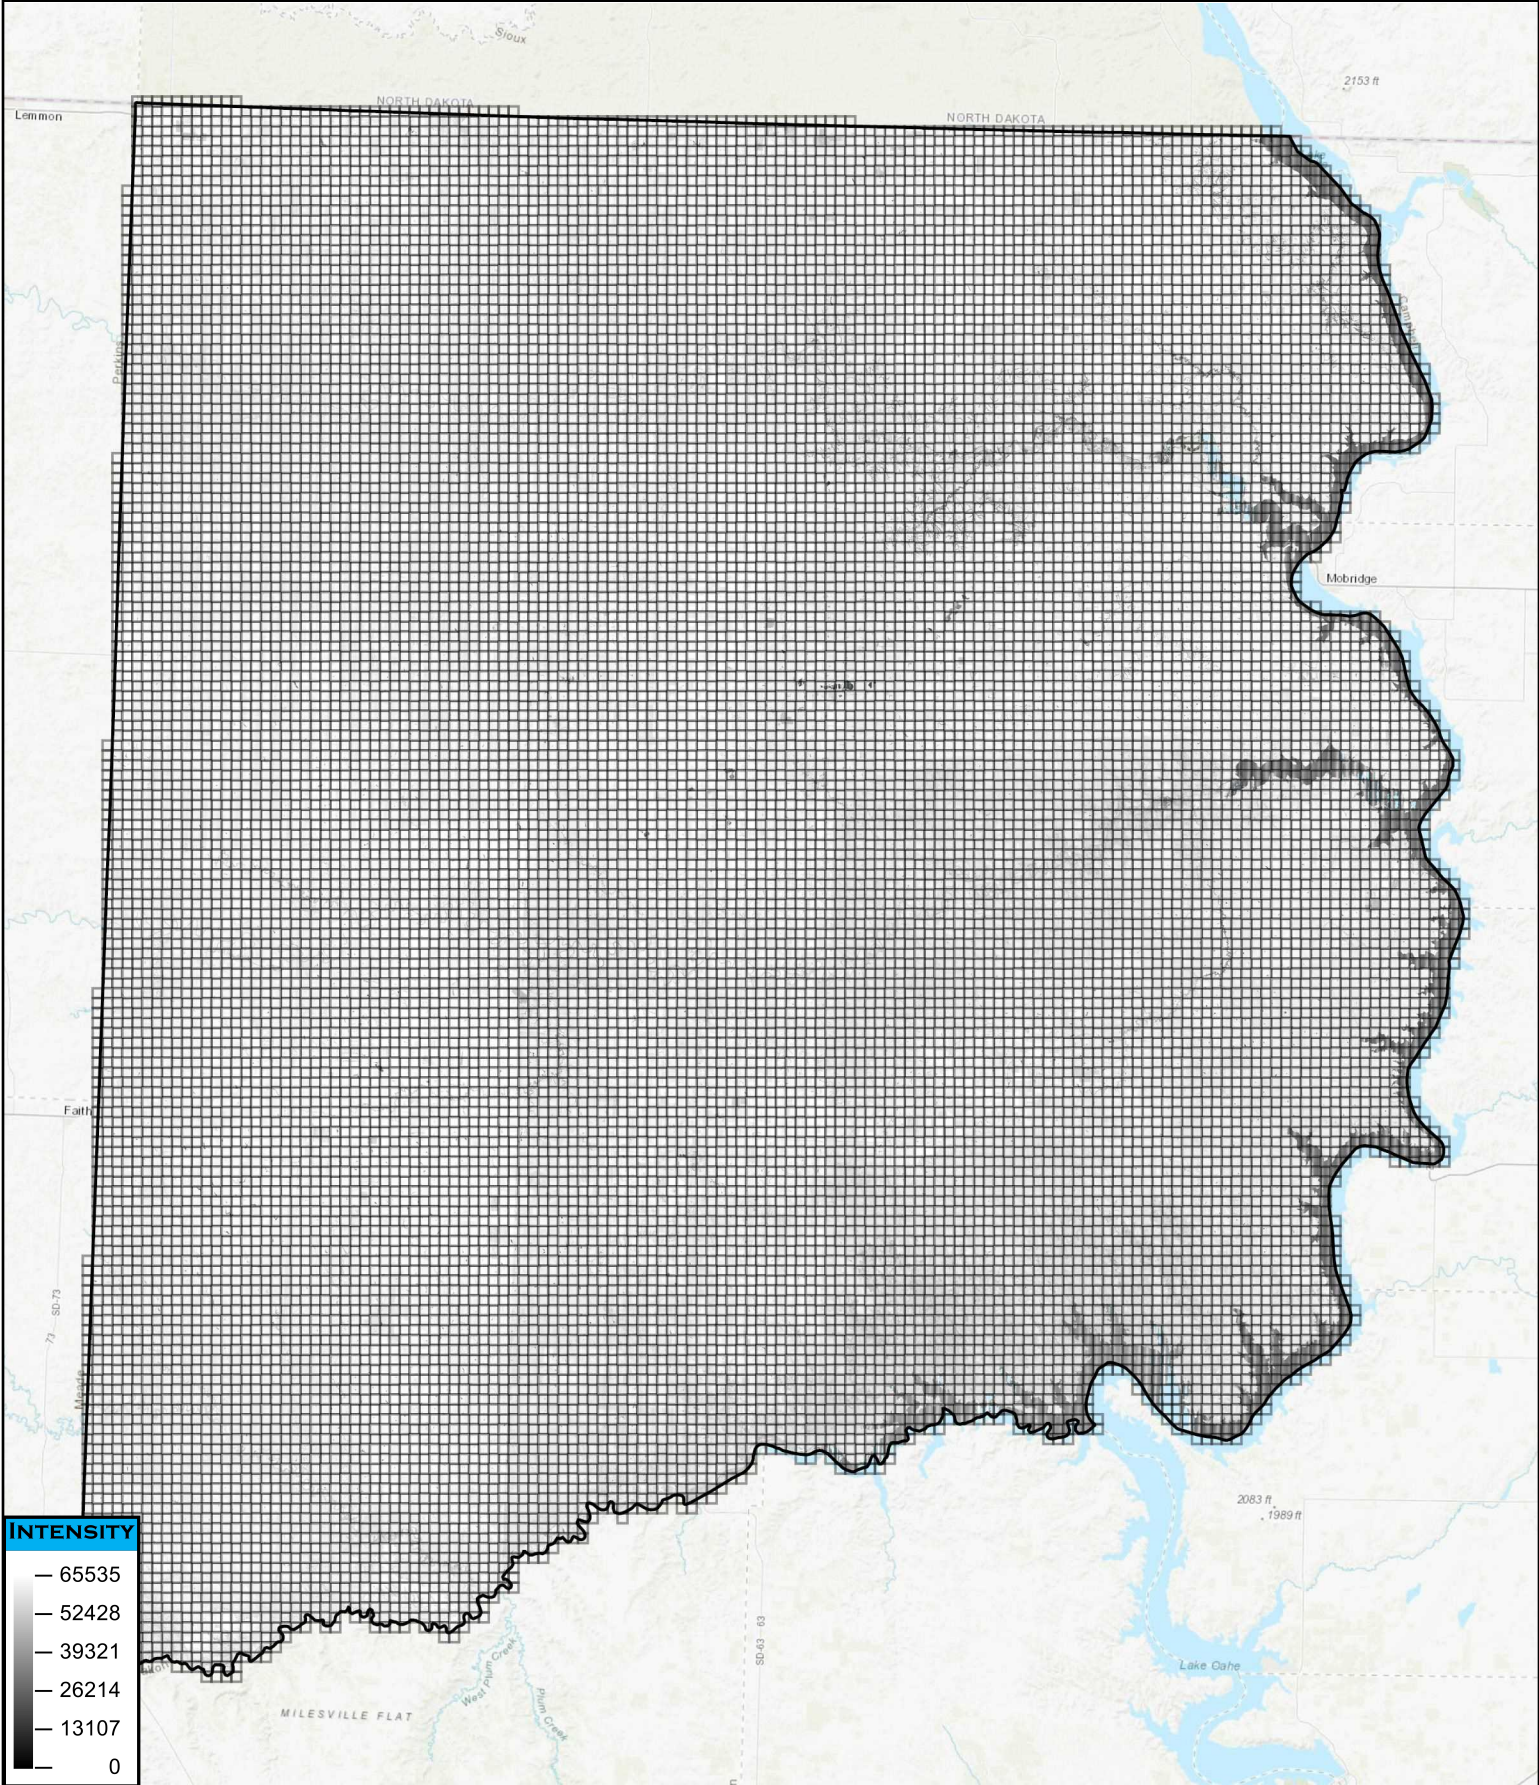 Sioux
2153 ft
Lemmon
NORTH DAKOTA
NORTH DAKOTA
Perkins
Campbell
Mobridge
Faith
73
SD-73
Meade
INTENSITY
65535
52428
39321
26214
13107
0
2083 ft
1989 ft
SD-63
63
Lake Oahe
West Plum Creek
Plum Creek
MILESVILLE FLAT